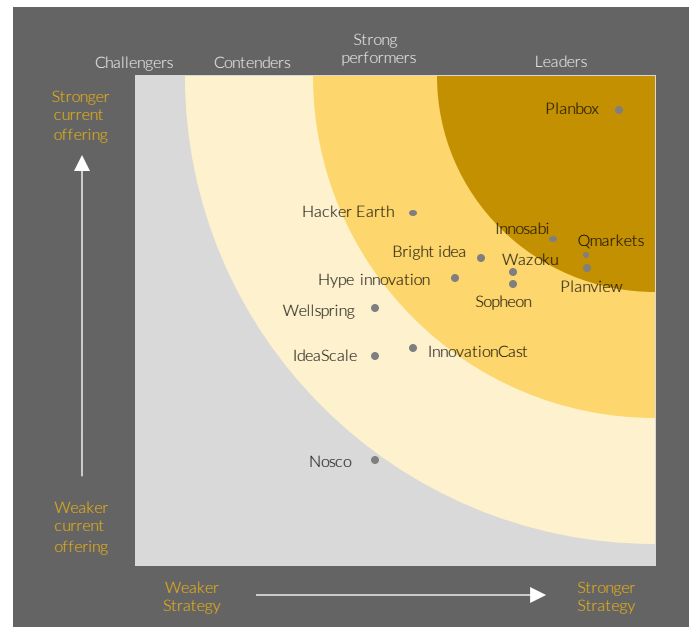 Strong
performers
Challengers
Contenders
Leaders
Stronger
current
offering
Planbox
Hacker Earth
Innosabi
Qmarkets
Bright idea
Wazoku
Hype innovation
Planview
Sopheon
Wellspring
InnovationCast
IdeaScale
Nosco
Weaker
current
offering
Weaker
Strategy
Stronger
Strategy